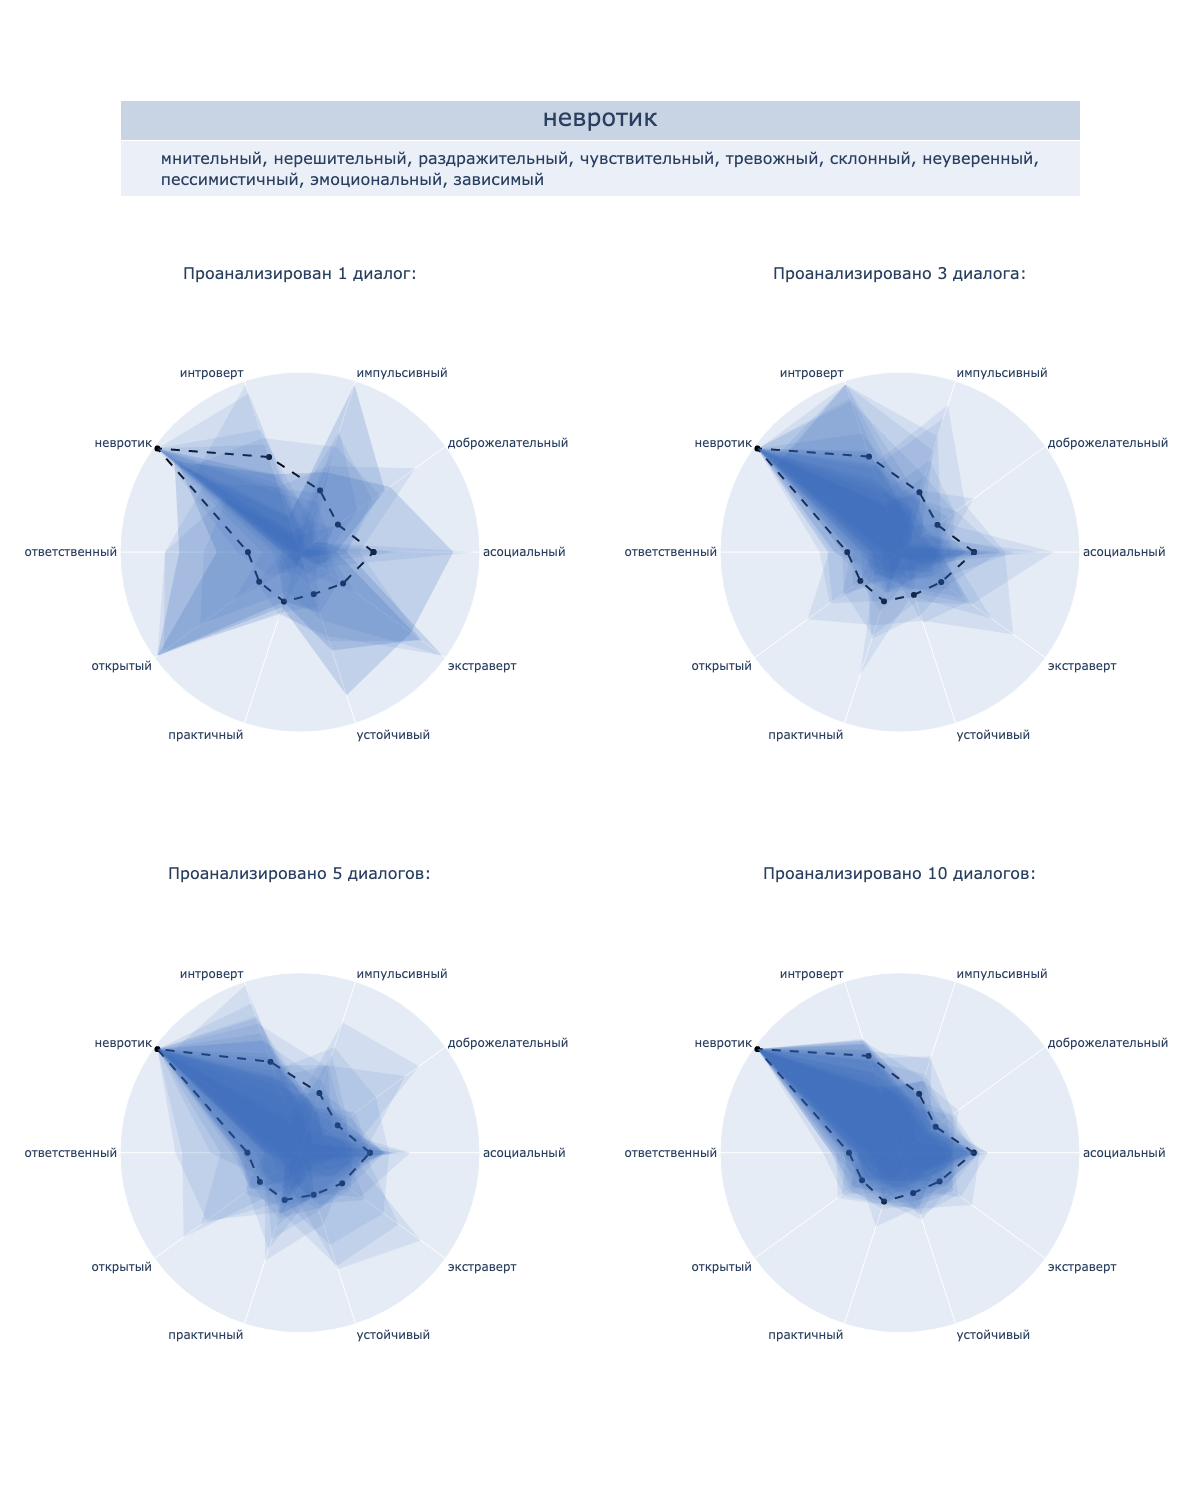 невротик
мнительный, нерешительный, раздражительный, чувствительный, тревожный, склонный, неуверенный,
пессимистичный, эмоциональный, зависимый
Проанализирован 1 диалог:
интроверт
импульсивный
невротик
доброжелательный
ответственный
асоциальный
открытый
экстраверт
практичный
устойчивый
Проанализировано 3 диалога:
интроверт
импульсивный
невротик
доброжелательный
ответственный
асоциальный
открытый
экстраверт
практичный
устойчивый
Проанализировано 5 диалогов:
интроверт
импульсивный
невротик
доброжелательный
ответственный
асоциальный
открытый
экстраверт
практичный
устойчивый
Проанализировано 10 диалогов:
интроверт
импульсивный
невротик
доброжелательный
ответственный
асоциальный
открытый
экстраверт
практичный
устойчивый